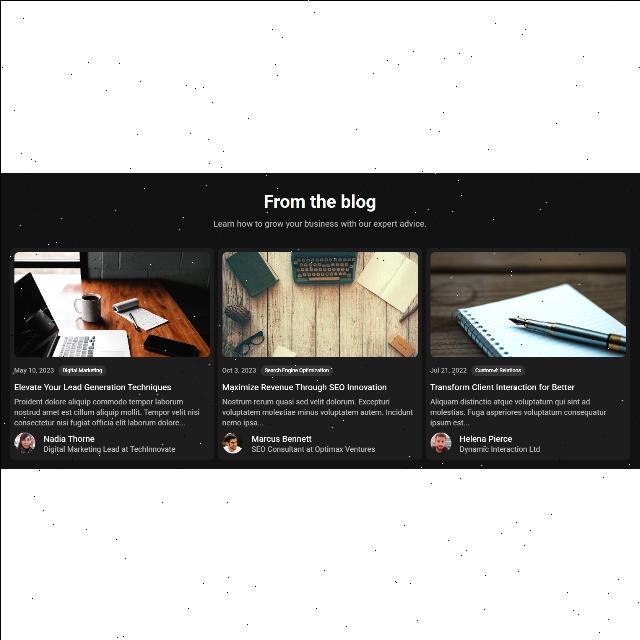 From the blog
Learn how to grow your business with our expert advice.
May 10, 2023 Digital Marketing
Elevate Your Lead Generation Techniques
Proident dolore aliquip commodo tempor laborum
nostrud amet est cillum aliquip mollit. Tempor velit nisi
consectetur nisi fugiat officia elit laborum dolore...
Nadia Thorne
Digital Marketing Lead at TechInnovate
Oct 3, 2023 Search Engine Optimization
Maximize Revenue Through SEO Innovation
Nostrum rerum quasi sed velit dolorum. Excepturi
voluptatem molestiae minus voluptatem autem. Incidunt
nemo ipsa...
Marcus Bennett
SEO Consultant at Optimax Ventures
Jul 21, 2022 Customer Relations
Transform Client Interaction for Better
Aliquam distinctio atque voluptatum qui sint ad
molestias. Fuga asperiores voluptatum consequatur
ipsum est...
Helena Pierce
Dynamic Interaction Ltd